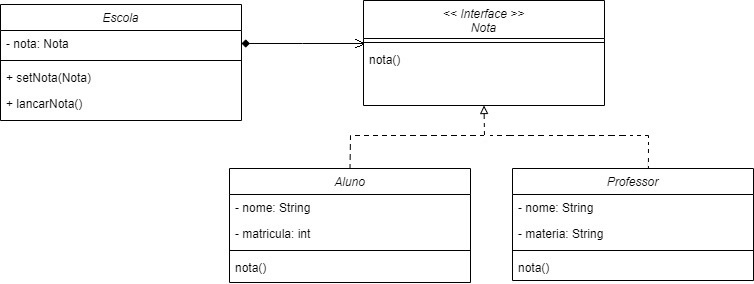 Escola
- nota: Nota
+ setNota(Nota)
+ lancarNota()
<< Interface >>
Nota
nota()
Aluno
- nome: String
- matricula: int
nota()
Professor
- nome: String
- materia: String
nota()